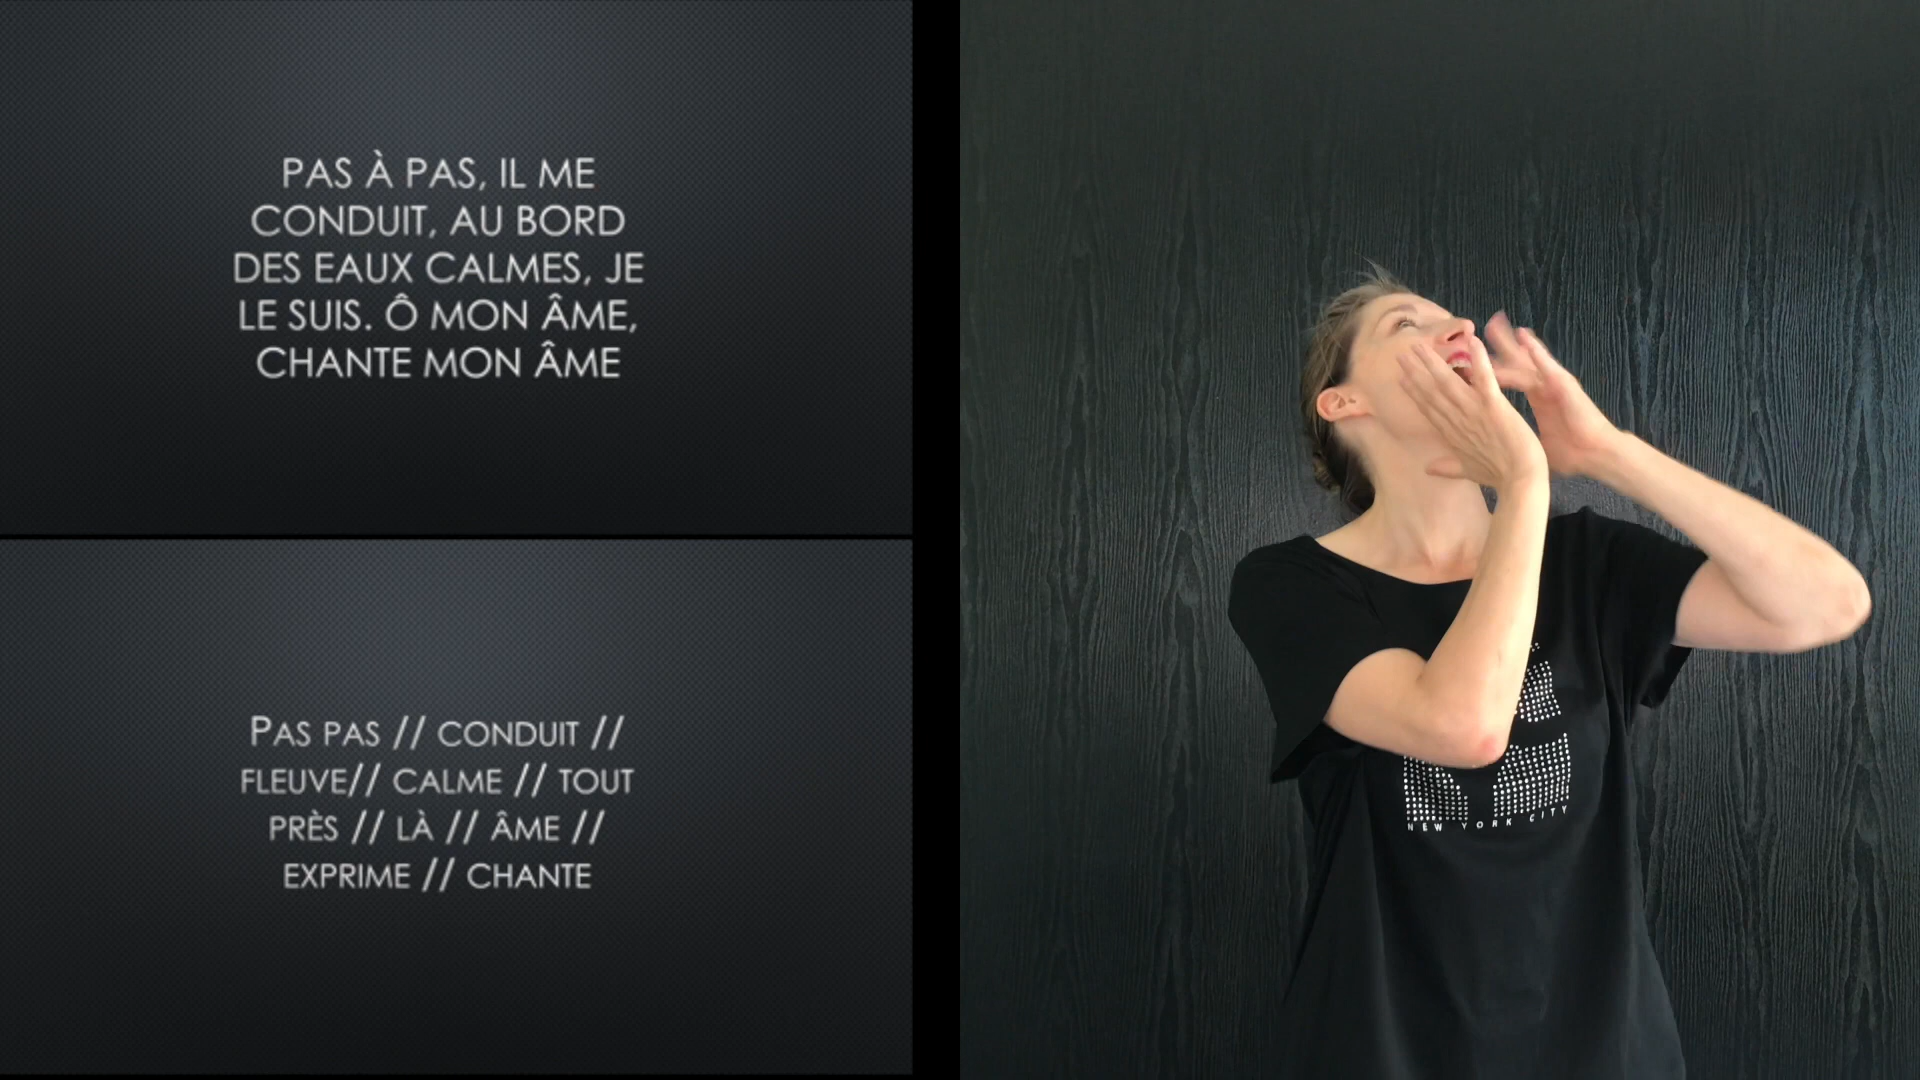 PAS À PAS, IL ME
CONDUIT, AU BORD
DES EAUX CALMES, JE
LE SUIS. Ô MON ÂME,
CHANTE MON ÂME
PAS PAS // CONDUIT //
FLEUVE// CALME // TOUT
PRÈS // LÀ // ÂME //
EXPRIME // CHANTE
NEW YORK CITY